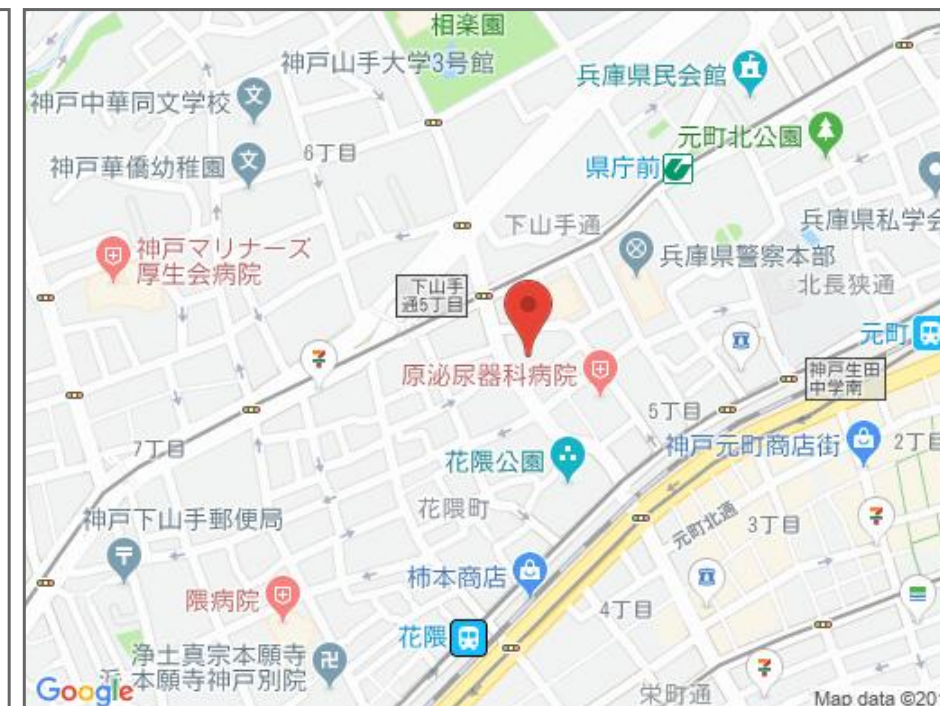 相楽園
神戸山手大学3号館
兵庫県民会館
神戸中華同文学校
元町北公園
6丁目
神戸華僑幼稚園
県庁前
下山手通
兵庫県私学会
神戸マリナーズ
厚生会病院
兵庫県警察本部
下山手
通5丁目
北長狭通
元町
原泌尿器科病院
神戸生田
中学南
5丁目
7丁目
花隈公園
神戸元町商店街
2丁目
花隈町
神戸下山手郵便局
元町北通
3丁目
柿本商店
隈病院
4丁目
花隈
浄土真宗本願寺
本願寺神戸別院
栄町通
Google
Map data ©201